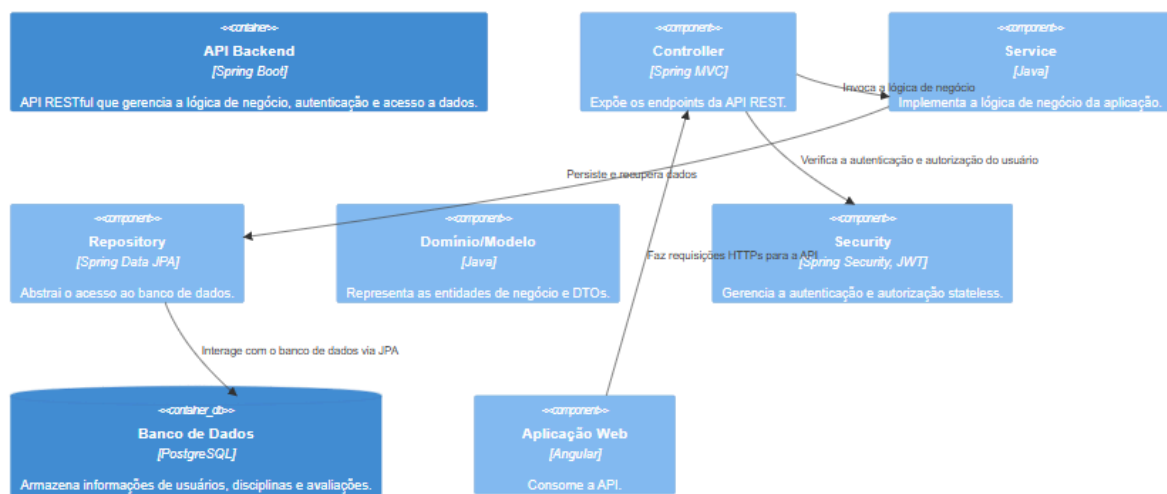 <<container>>
API Backend
[Spring Boot]
API RESTful que gerencia a lógica de negócio, autenticação e acesso a dados.
<<component>>
Controller
[Spring MVC]
Expõe os endpoints da API REST.
<<component>>
Service
[Java]
Implementa a lógica de negócio da aplicação.
Invoca a lógica de negócio
Verifica a autenticação e autorização do usuário
Persiste e recupera dados
<<component>>
Repository
[Spring Data JPA]
Abstrai o acesso ao banco de dados.
<<component>>
Domínio/Modelo
[Java]
Representa as entidades de negócio e DTOs.
Faz requisições HTTPs para a API
<<component>>
Security
[Spring Security, JWT]
Gerencia a autenticação e autorização stateless.
Interage com o banco de dados via JPA
<<container_db>>
Banco de Dados
[PostgreSQL]
Armazena informações de usuários, disciplinas e avaliações.
<<component>>
Aplicação Web
[Angular]
Consome a API.